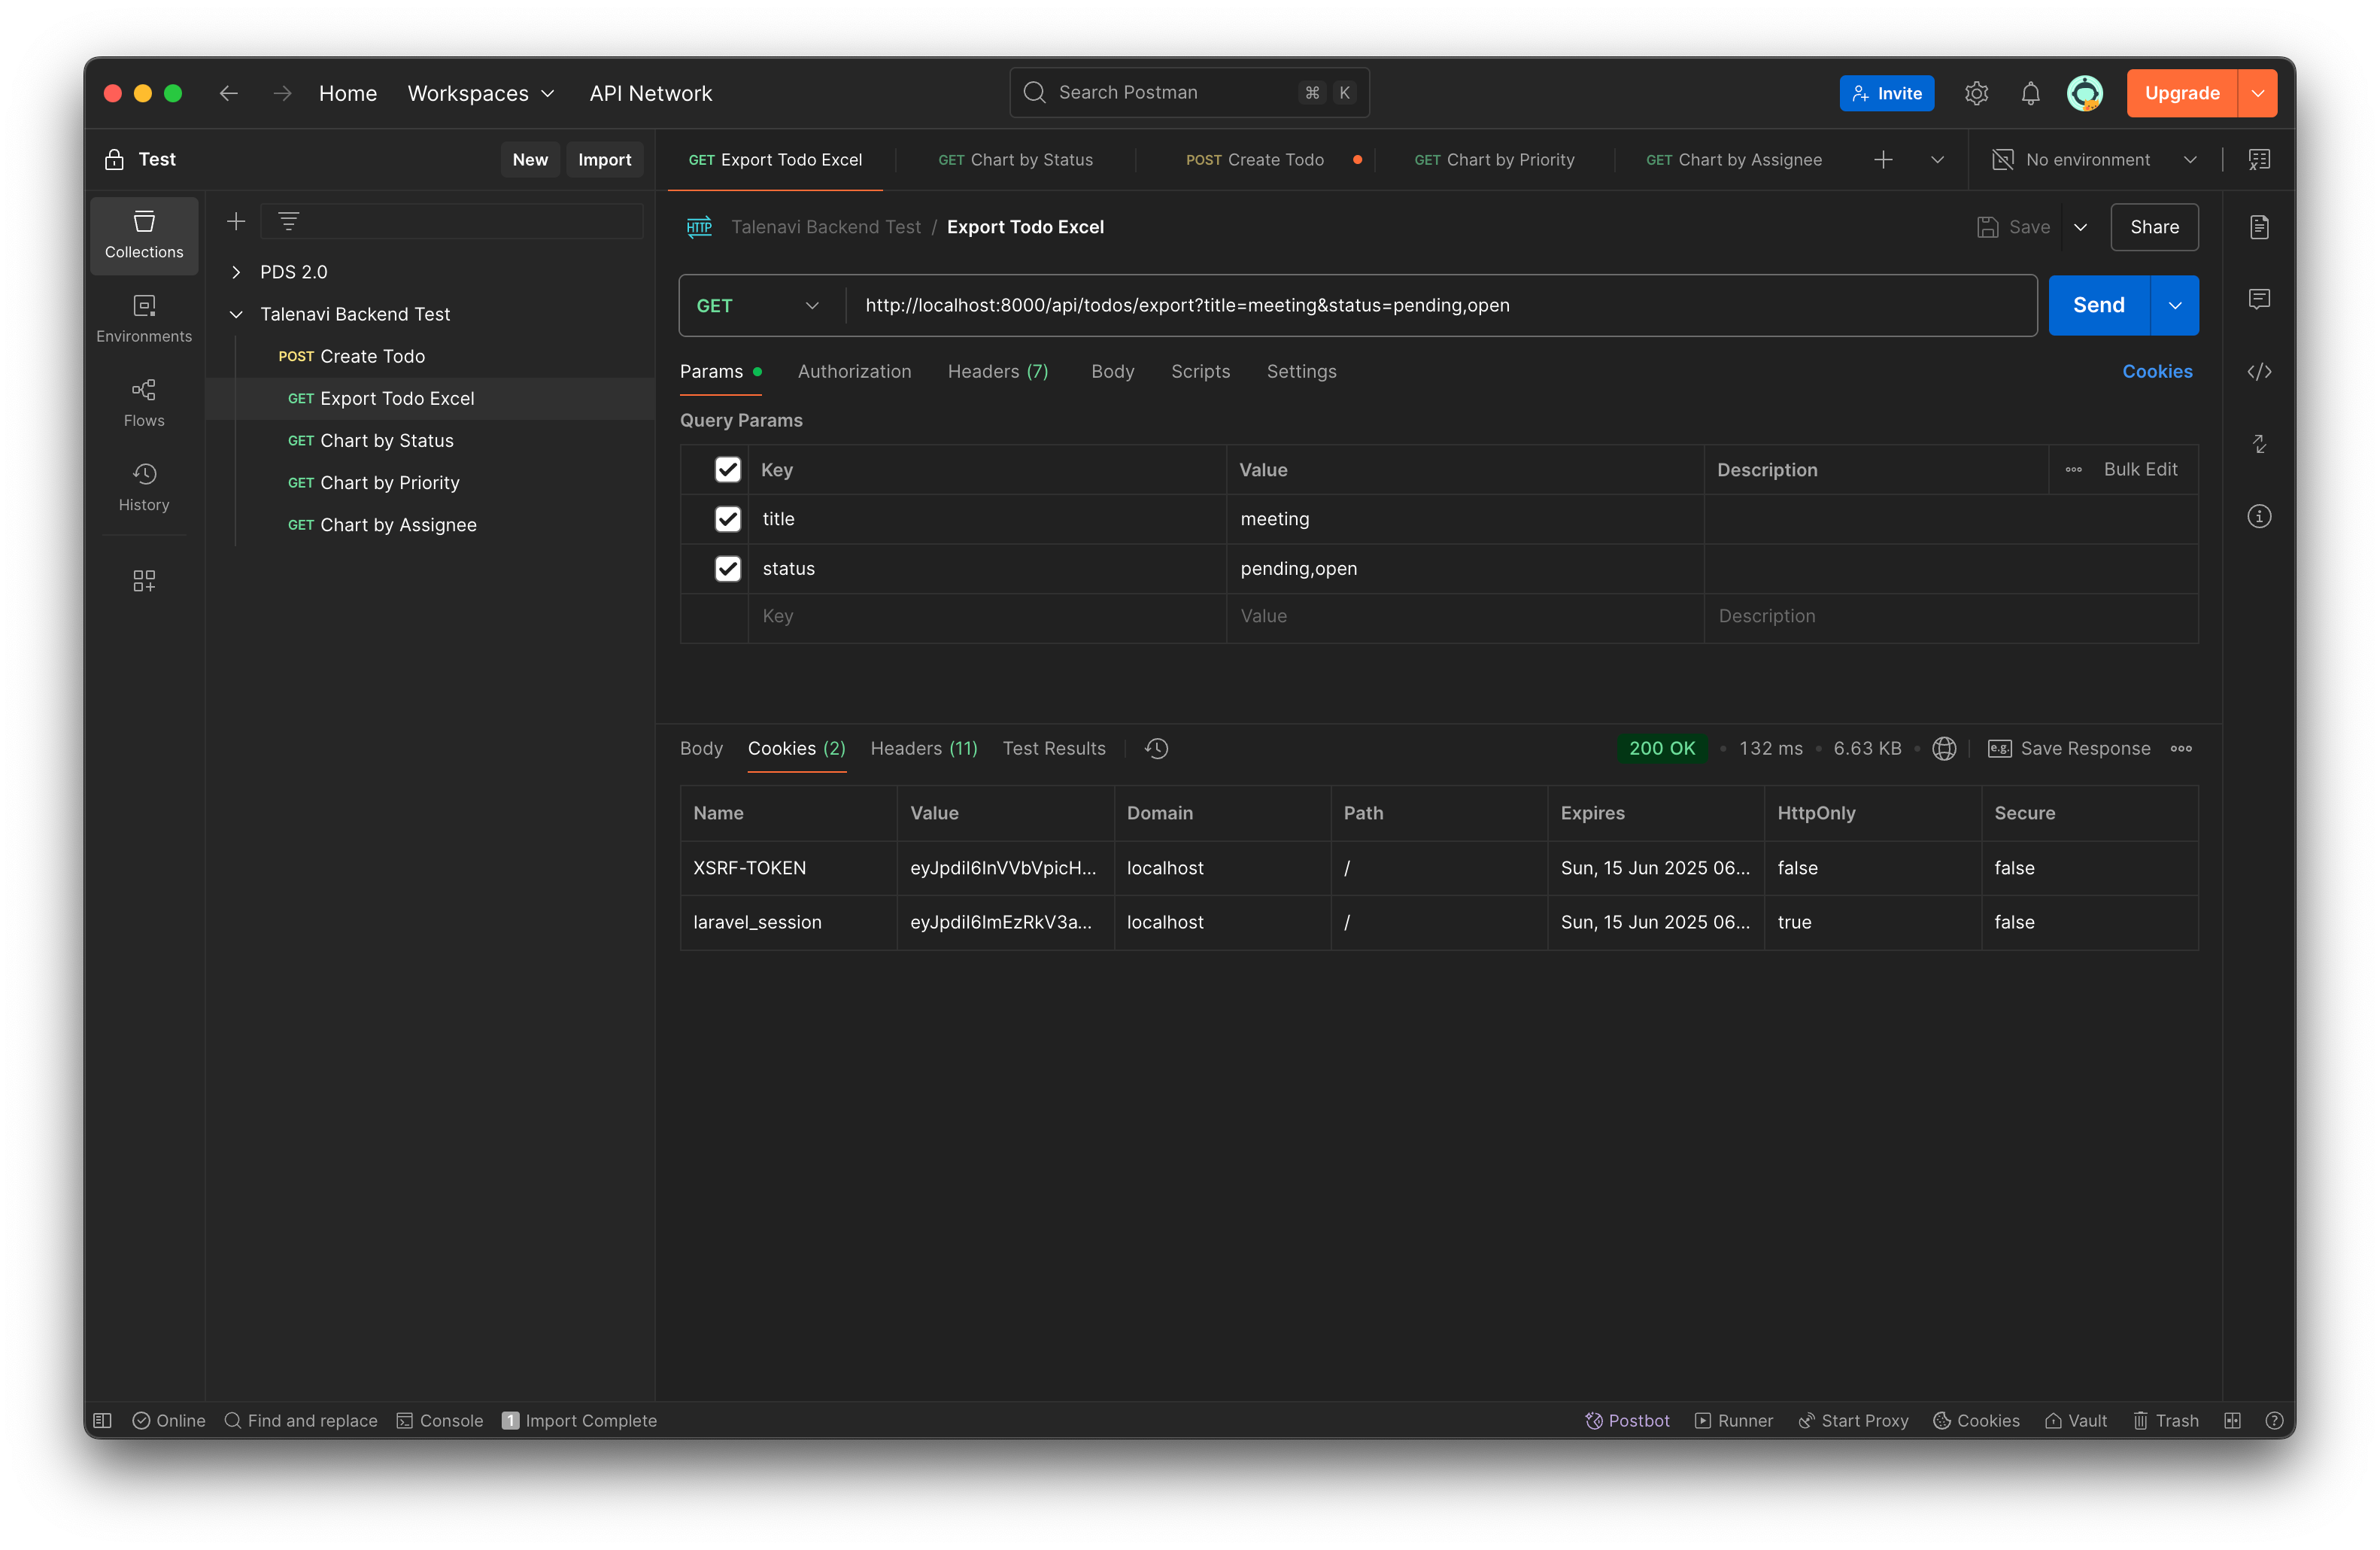 Home Workspaces API Network Search Postman ⌘ K Invite Upgrade
Test New Import
GET Export Todo Excel GET Chart by Status POST Create Todo GET Chart by Priority GET Chart by Assignee No environment
Collections
Environments
Flows
History
PDS 2.0
Talenavi Backend Test
POST Create Todo
GET Export Todo Excel
GET Chart by Status
GET Chart by Priority
GET Chart by Assignee
HTTP Talenavi Backend Test / Export Todo Excel Save Share
GET http://localhost:8000/api/todos/export?title=meeting&status=pending,open Send
Params Authorization Headers (7) Body Scripts Settings Cookies
Query Params
Key Value Description Bulk Edit
title meeting
status pending,open
Key Value Description
Body Cookies (2) Headers (11) Test Results 200 OK 132 ms 6.63 KB e.g. Save Response
Name Value Domain Path Expires HttpOnly Secure
XSRF-TOKEN eyJpdiI6InVVbVpicH... localhost / Sun, 15 Jun 2025 06... false false
laravel_session eyJpdiI6ImEzRkV3a... localhost / Sun, 15 Jun 2025 06... true false
Online Find and replace Console 1 Import Complete Postbot Runner Start Proxy Cookies Vault Trash